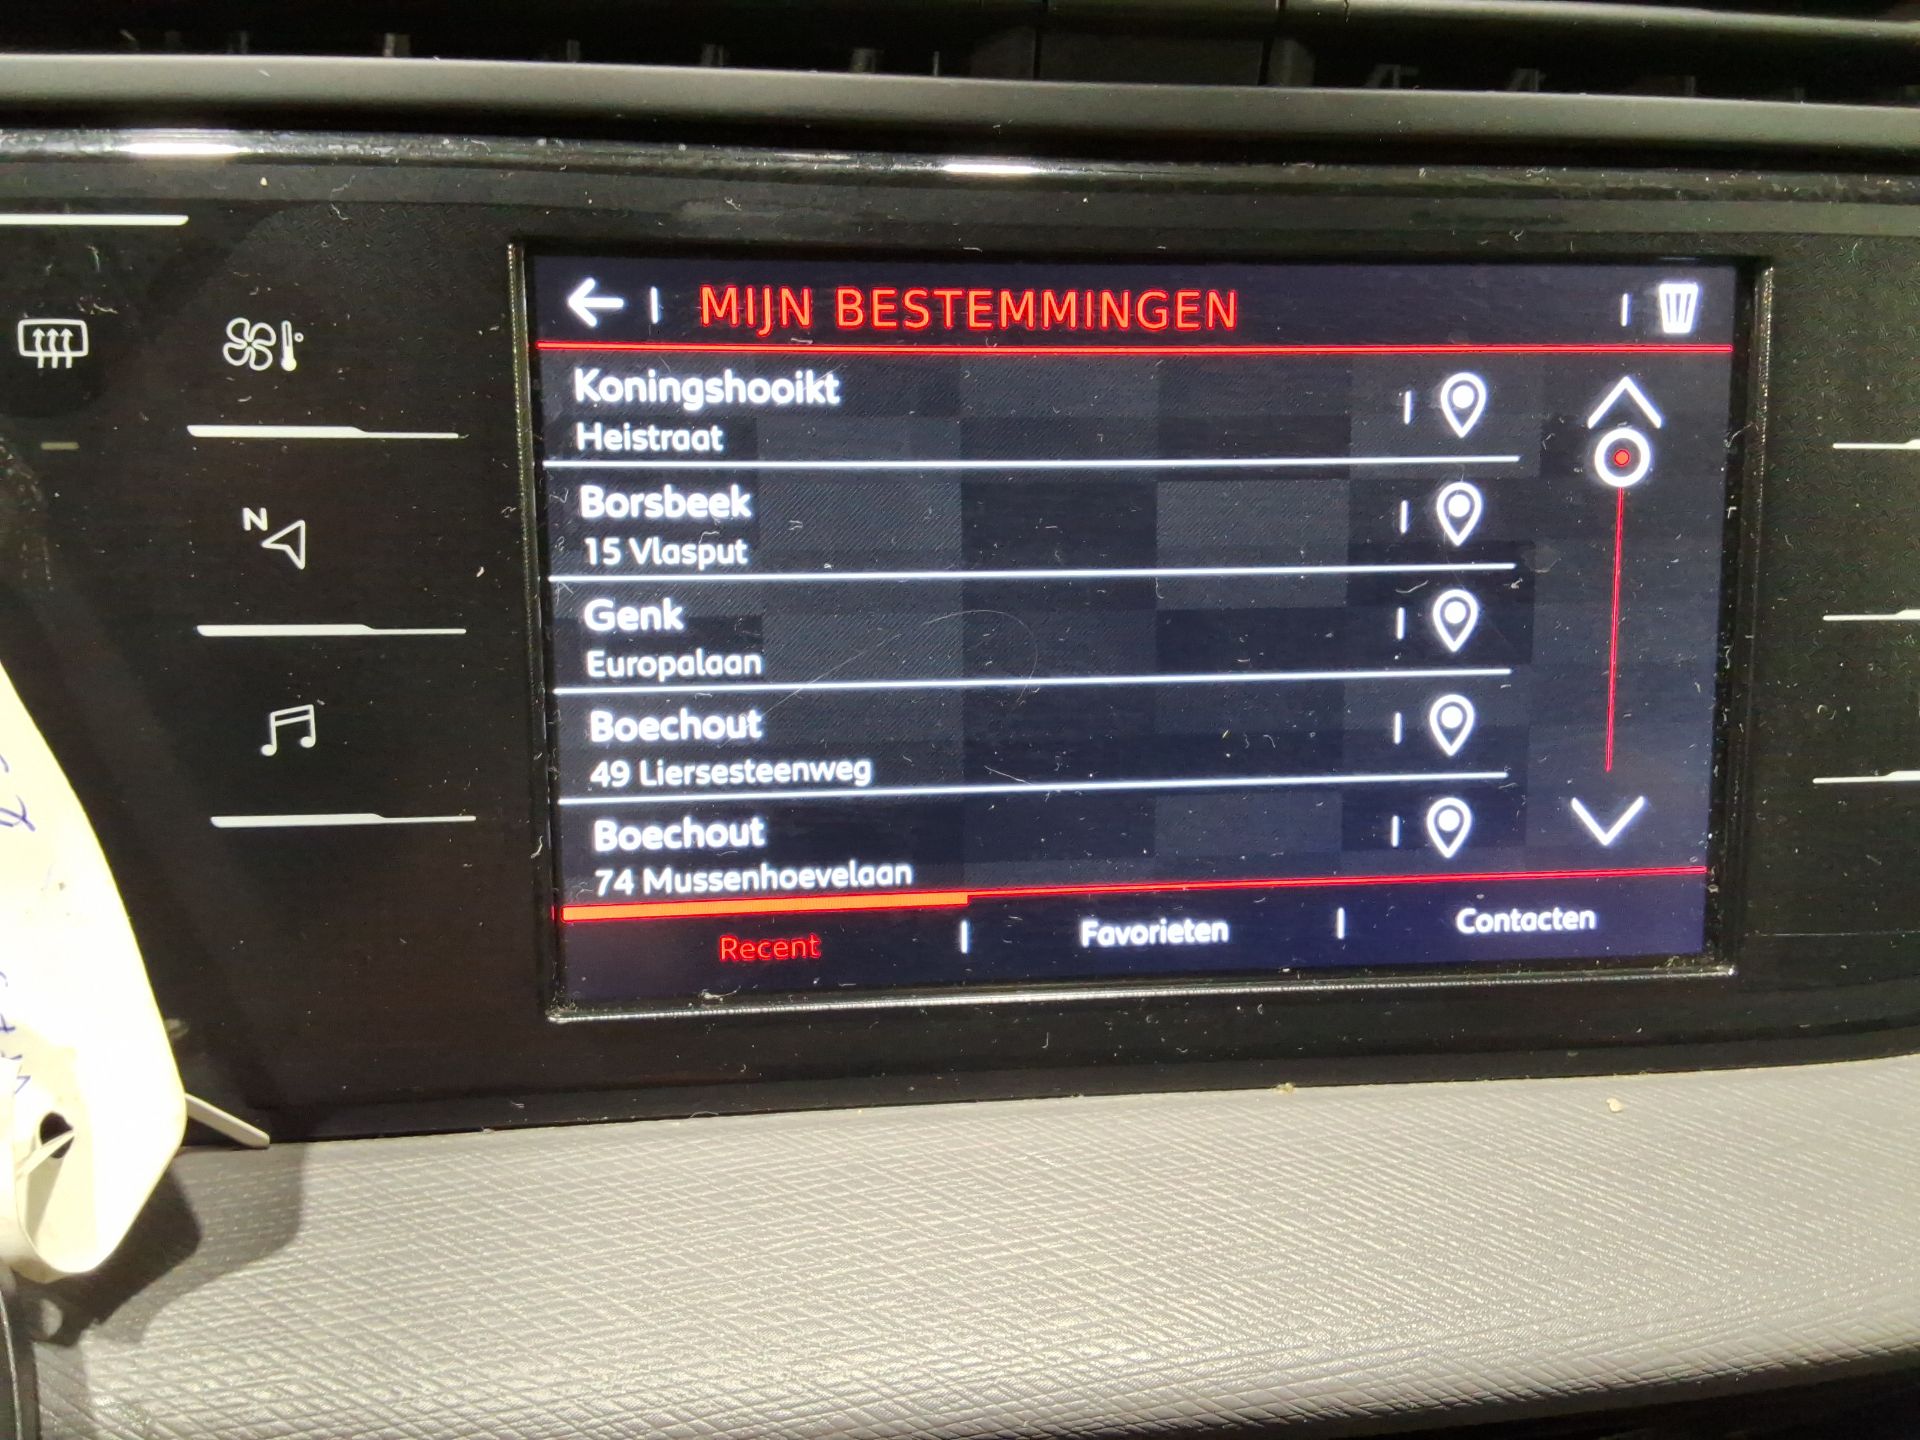 MIJN BESTEMMINGEN
Koningshooikt
Heistraat
Borsbeek
15 Vlasput
Genk
Europalaan
Boechout
49 Liersesteenweg
Boechout
74 Mussenhoevelaan
Recent
Favorieten
Contacten
N